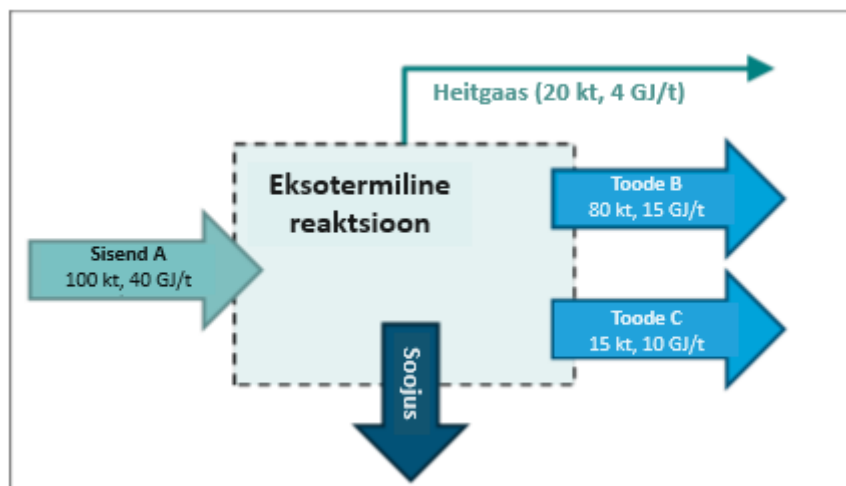 Heitgaas (20 kt, 4 GJ/t)
Eksotermiline
reaktsioon
Toode B
80 kt, 15 GJ/t
Sisend A
100 kt, 40 GJ/t
Toode C
15 kt, 10 GJ/t
Soojus